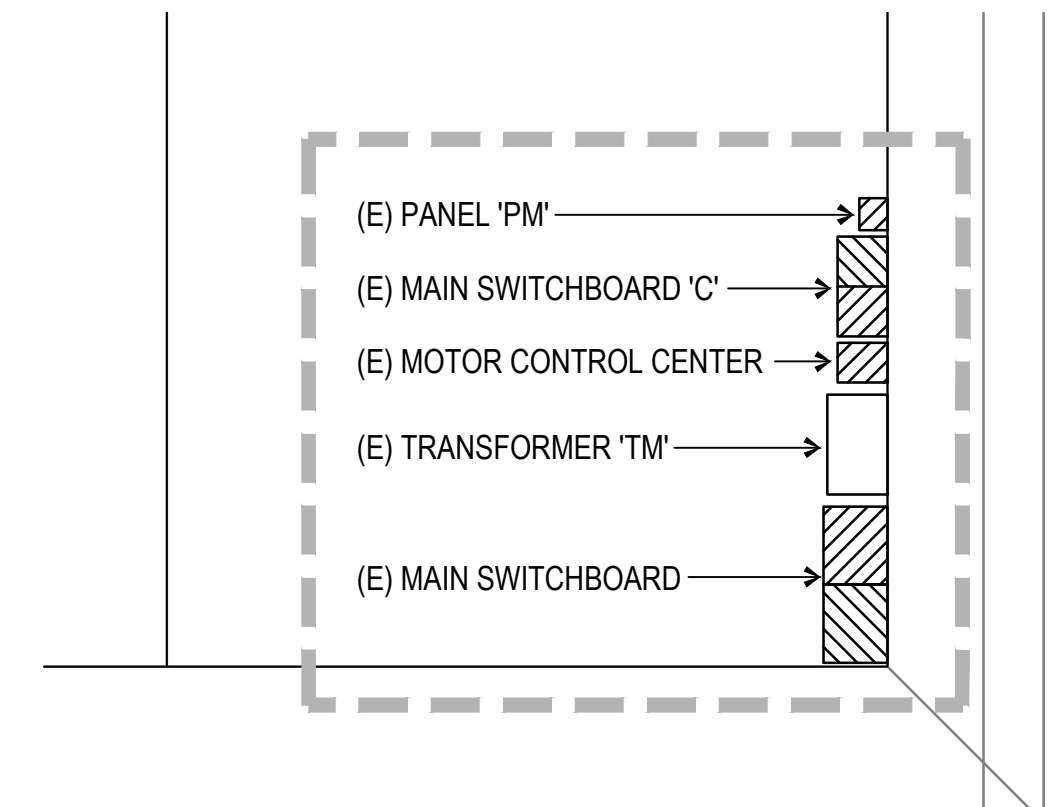 (E) PANEL 'PM'
(E) MAIN SWITCHBOARD 'C'
(E) MOTOR CONTROL CENTER
(E) TRANSFORMER 'TM'
(E) MAIN SWITCHBOARD